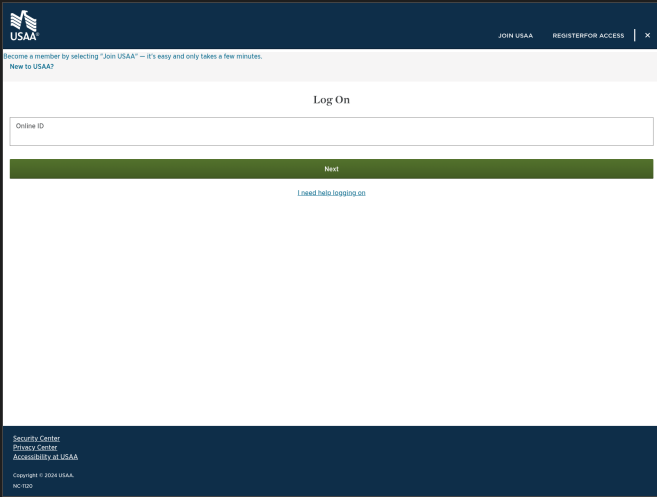 USAA®
JOIN USAA
REGISTERFOR ACCESS
×
Become a member by selecting "Join USAA" — it's easy and only takes a few minutes.
New to USAA?
Log On
Online ID
Next
I need help logging on
Security Center
Privacy Center
Accessibility at USAA
Copyright © 2024 USAA.
NC-1120